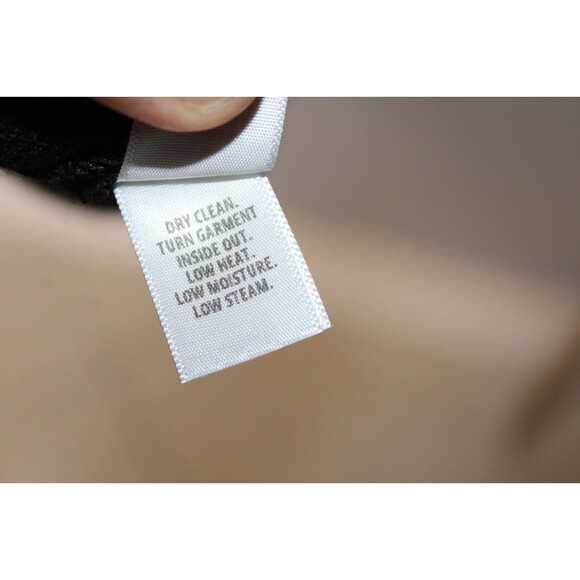 DRY CLEAN.
TURN GARMENT
INSIDE OUT.
LOW HEAT.
LOW MOISTURE.
LOW STEAM.